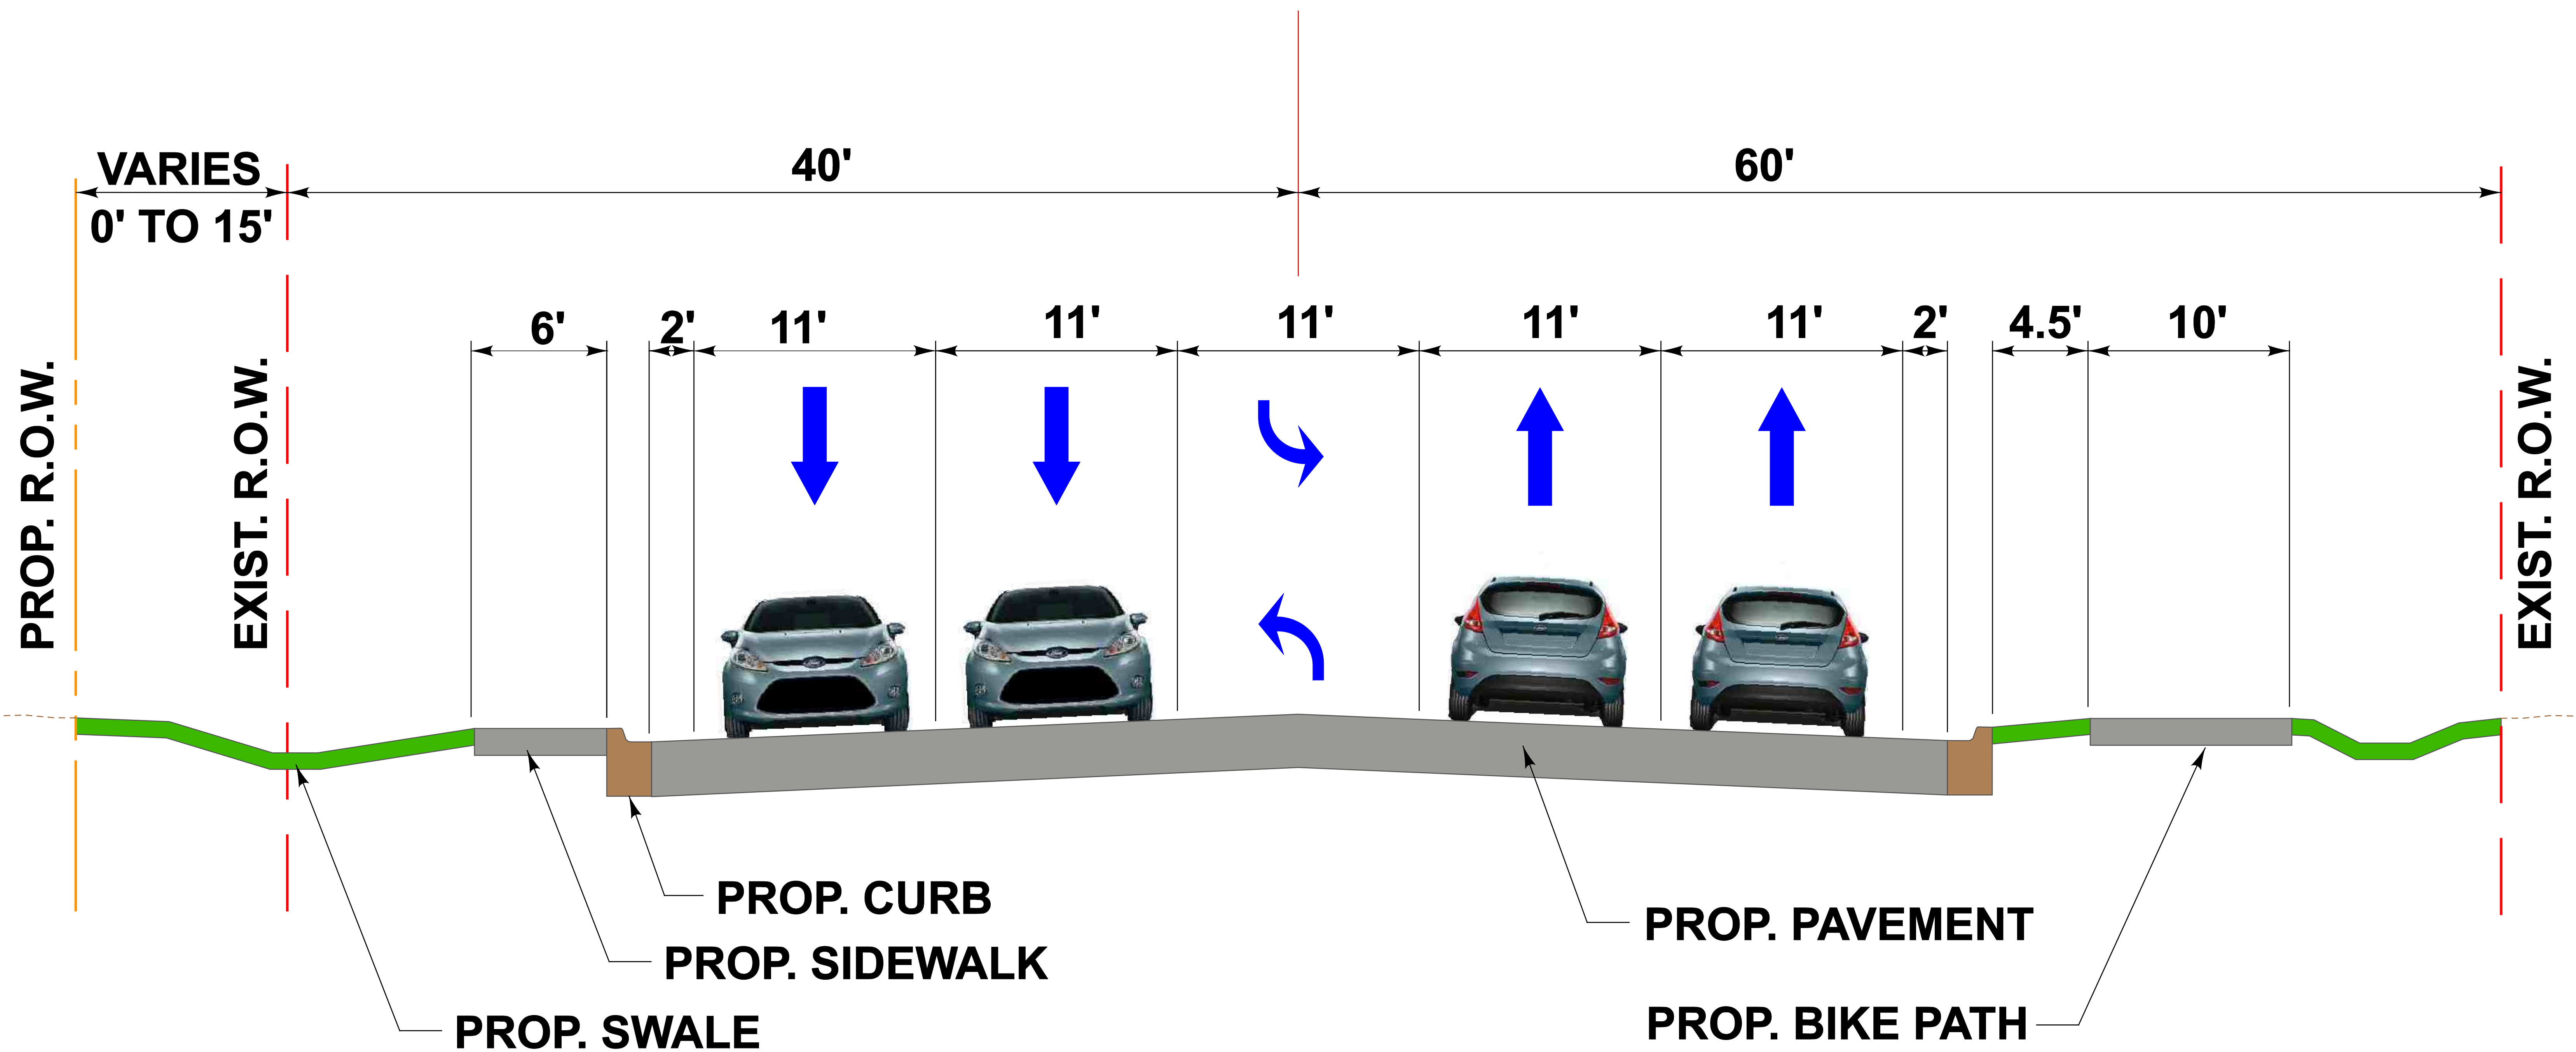 VARIES
0' TO 15'
40'
60'
6'
2'
11'
11'
11'
11'
11'
2'
4.5'
10'
PROP. R.O.W.
EXIST. R.O.W.
EXIST. R.O.W.
PROP. CURB
PROP. SIDEWALK
PROP. SWALE
PROP. PAVEMENT
PROP. BIKE PATH